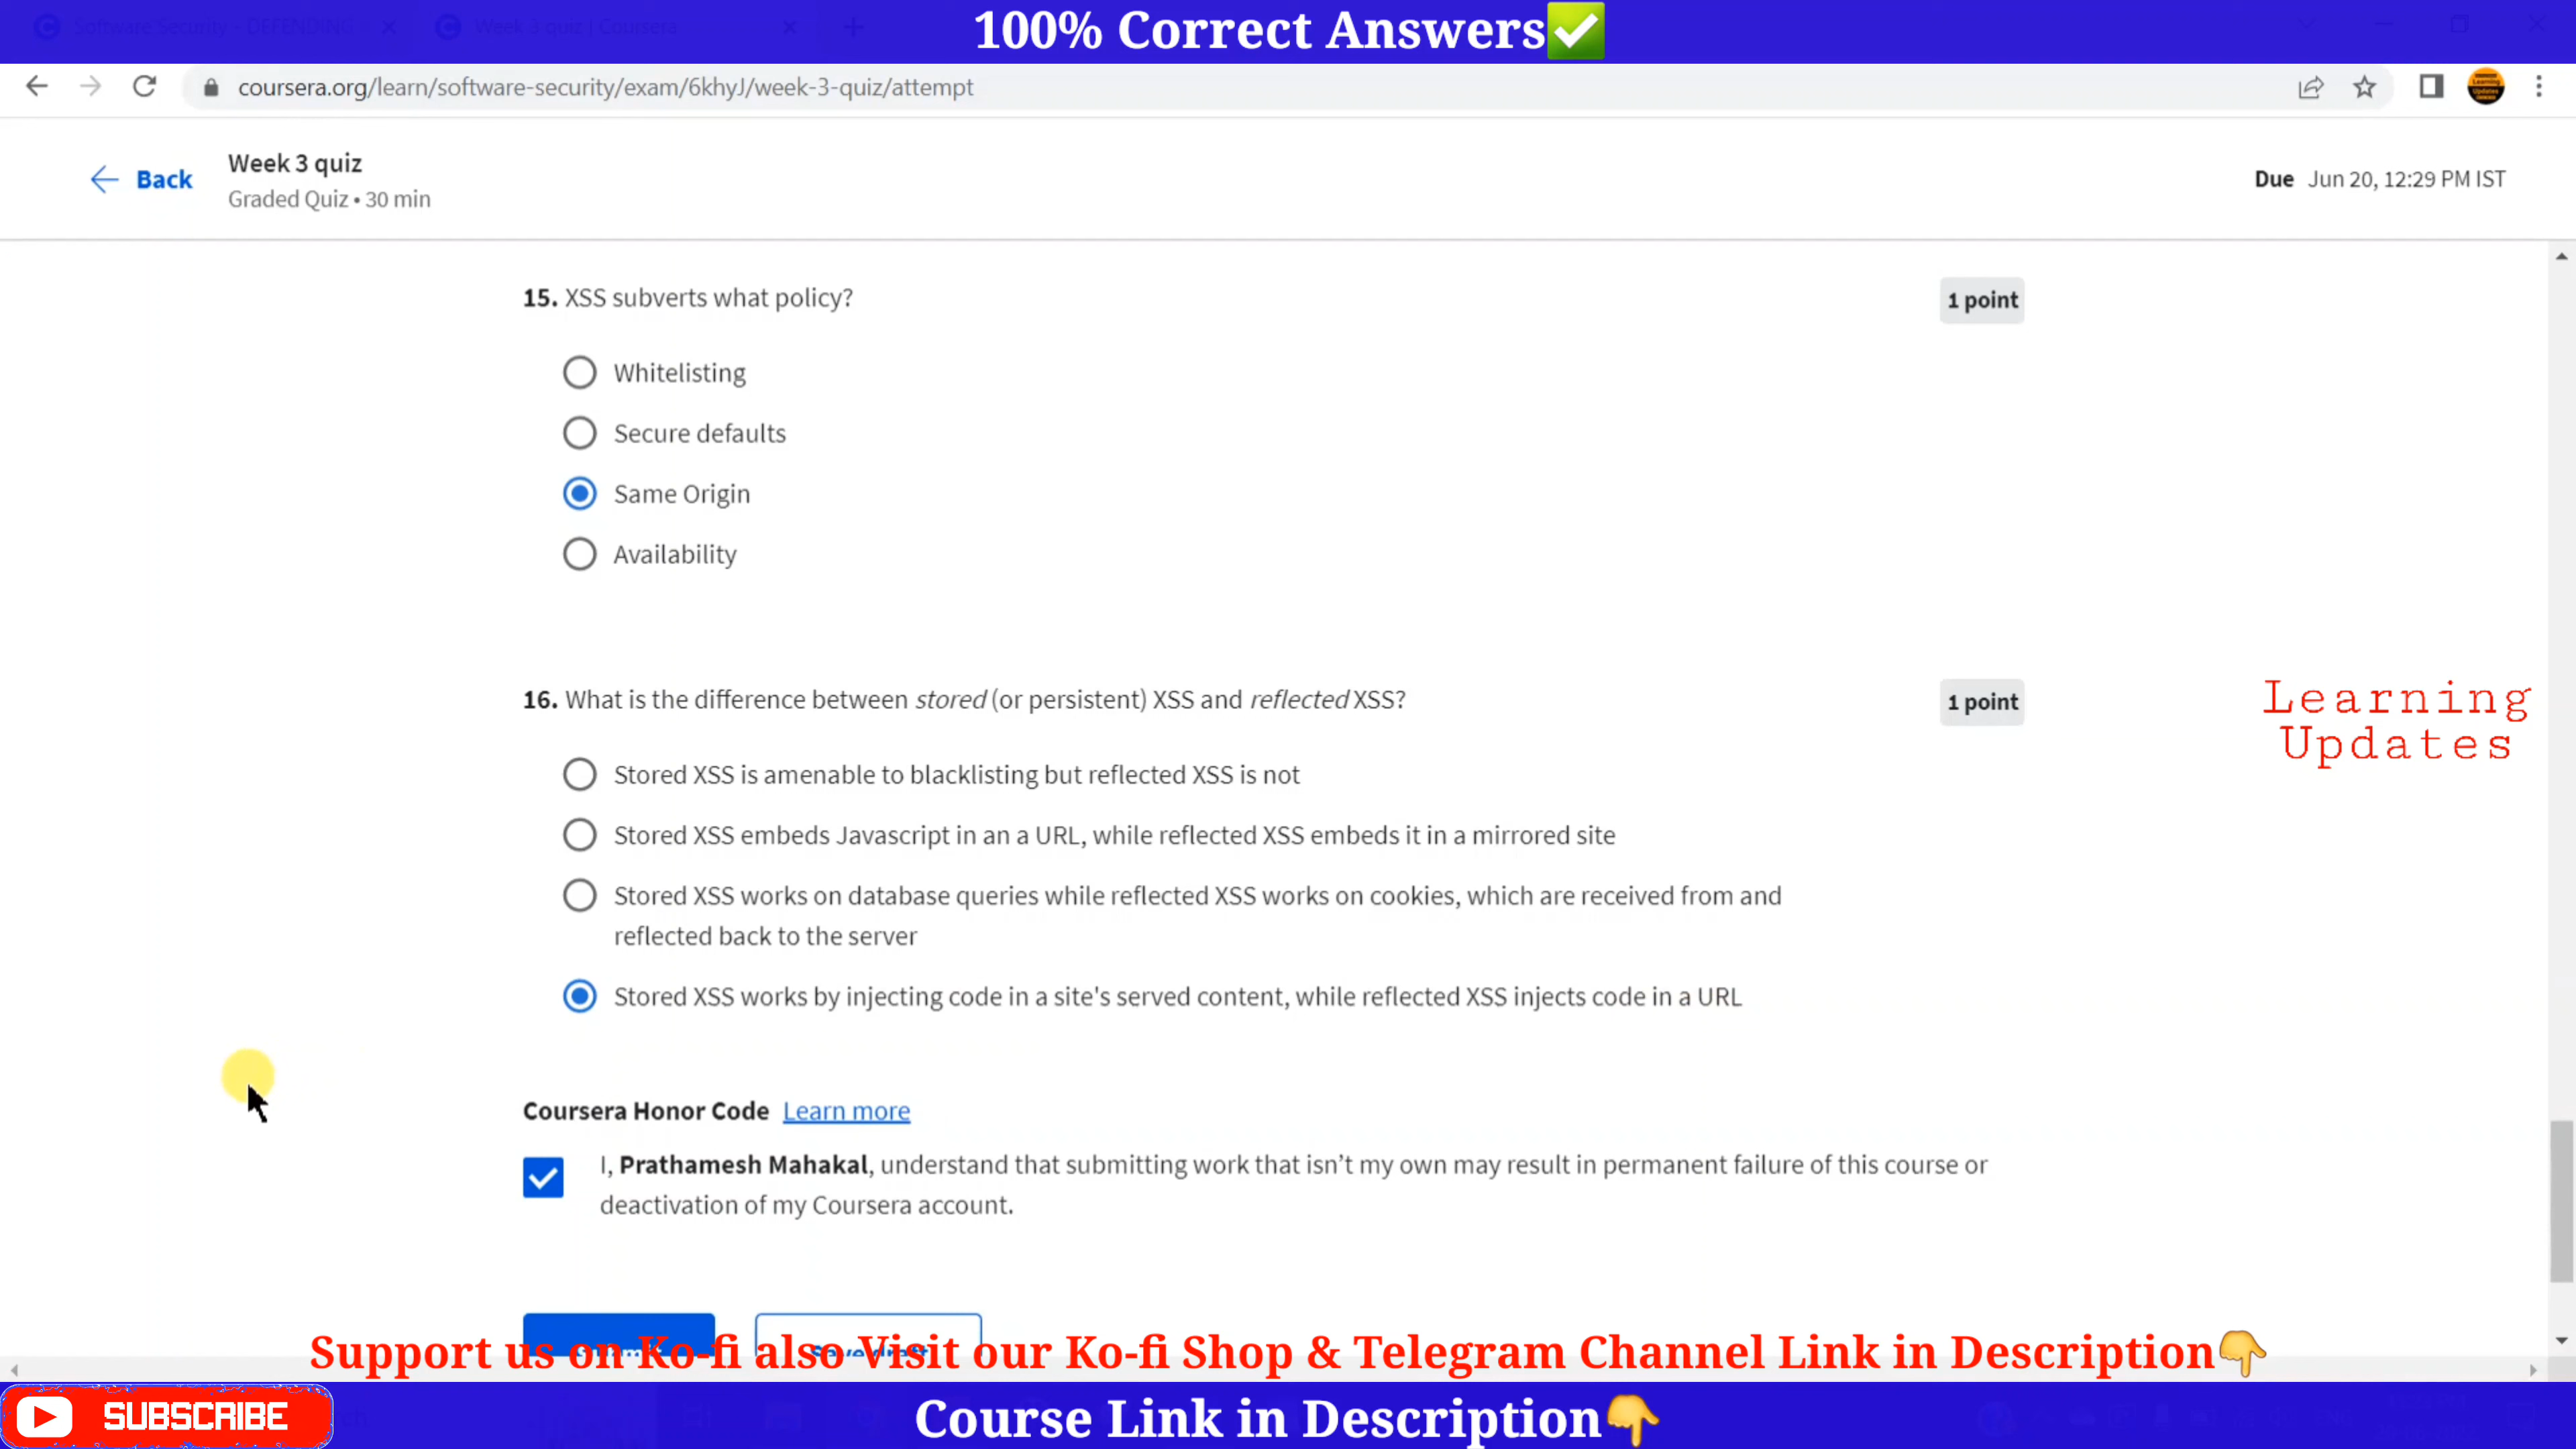 Software Security - DEFENDING
Week 3 quiz | Coursera
100% Correct Answers✅
coursera.org/learn/software-security/exam/6khyJ/week-3-quiz/attempt
Back
Week 3 quiz
Graded Quiz • 30 min
Due Jun 20, 12:29 PM IST
15. XSS subverts what policy?
1 point
Whitelisting
Secure defaults
Same Origin
Availability
16. What is the difference between stored (or persistent) XSS and reflected XSS?
1 point
Stored XSS is amenable to blacklisting but reflected XSS is not
Stored XSS embeds Javascript in an a URL, while reflected XSS embeds it in a mirrored site
Stored XSS works on database queries while reflected XSS works on cookies, which are received from and
reflected back to the server
Stored XSS works by injecting code in a site's served content, while reflected XSS injects code in a URL
Learning
Updates
Coursera Honor Code Learn more
I, Prathamesh Mahakal, understand that submitting work that isn't my own may result in permanent failure of this course or
deactivation of my Coursera account.
Save draft
Support us on Ko-fi also Visit our Ko-fi Shop & Telegram Channel Link in Description👇
SUBSCRIBE
Course Link in Description👇